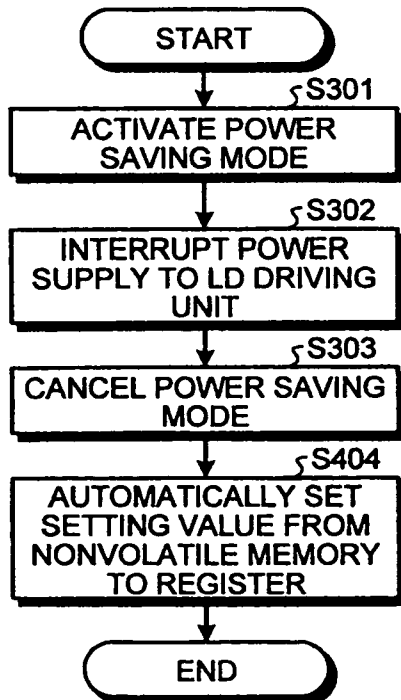 START
S301
ACTIVATE POWER
SAVING MODE
S302
INTERRUPT POWER
SUPPLY TO LD DRIVING
UNIT
S303
CANCEL POWER SAVING
MODE
S404
AUTOMATICALLY SET
SETTING VALUE FROM
NONVOLATILE MEMORY
TO REGISTER
END